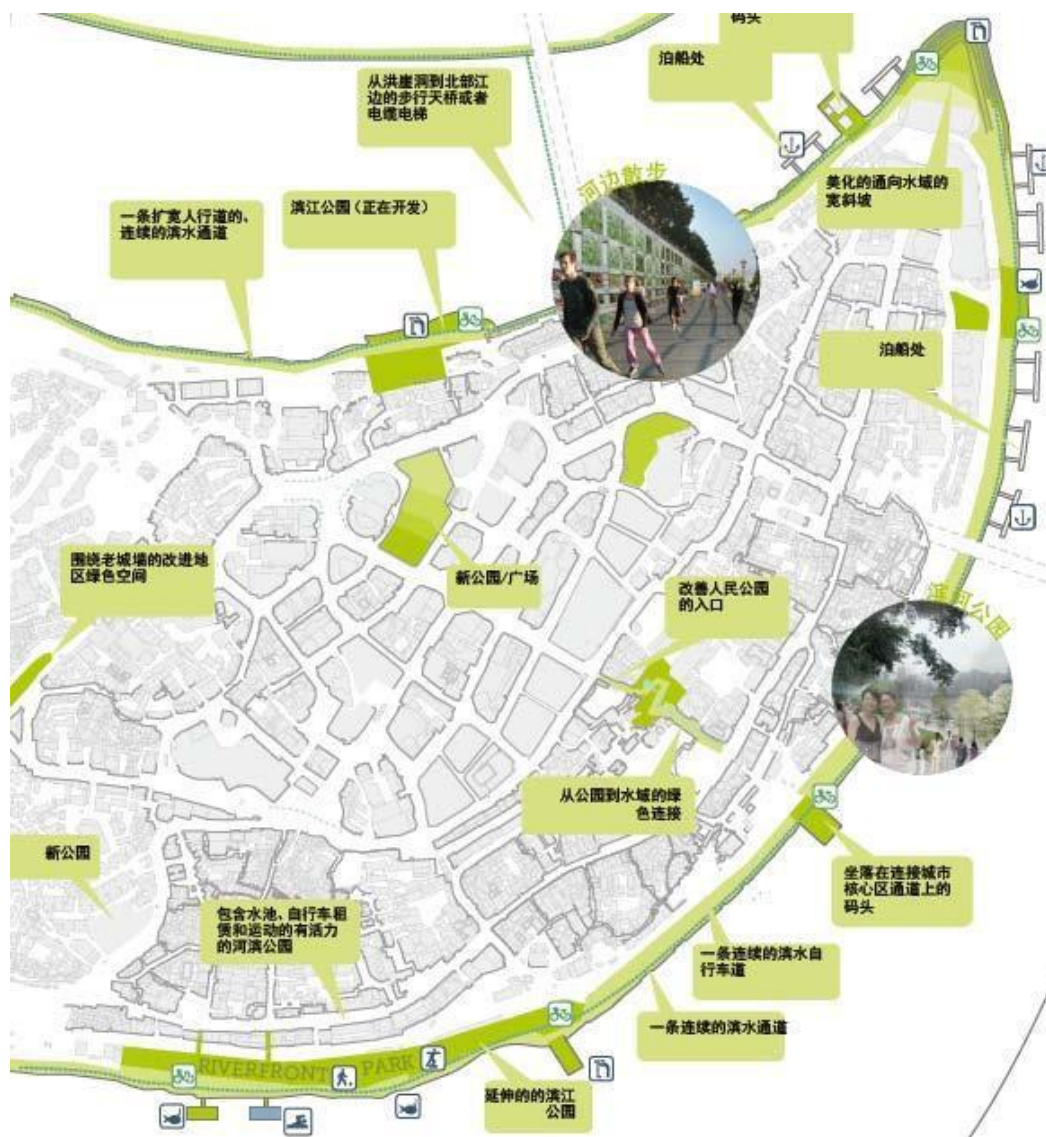 码头
泊船处
从洪崖洞到北部江
边的步行天桥或者
电缆电梯
河边散步
美化的通向水域的
宽斜坡
一条扩宽人行道的、
连续的滨水通道
滨江公园（正在开发）
泊船处
围绕老城墙的改进地
区绿色空间
新公园/广场
改善人民公园
的入口
滨河公园
从公园到水域的绿
色连接
新公园
坐落在连接城市
核心区通道上的
码头
包含水池、自行车租
赁和运动的有活力
的河滨公园
一条连续的滨水自
行车道
一条连续的滨水通道
RIVERFRONT PARK
延伸的的滨江
公园